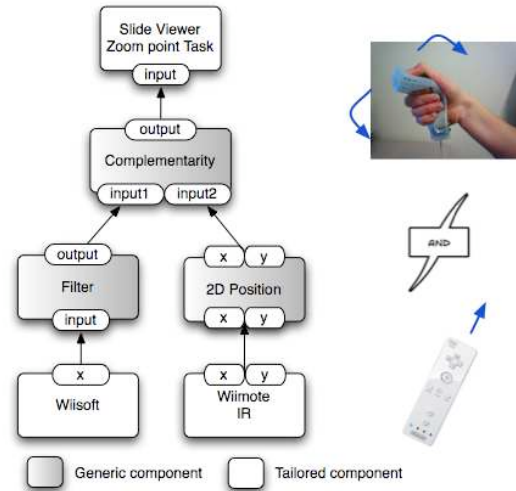 Slide Viewer
Zoom point Task
input
output
Complementarity
input1 input2
output
Filter
input
x
Wiisoft
x y
2D Position
x y
x y
Wiimote
IR
AND
Generic component
Tailored component